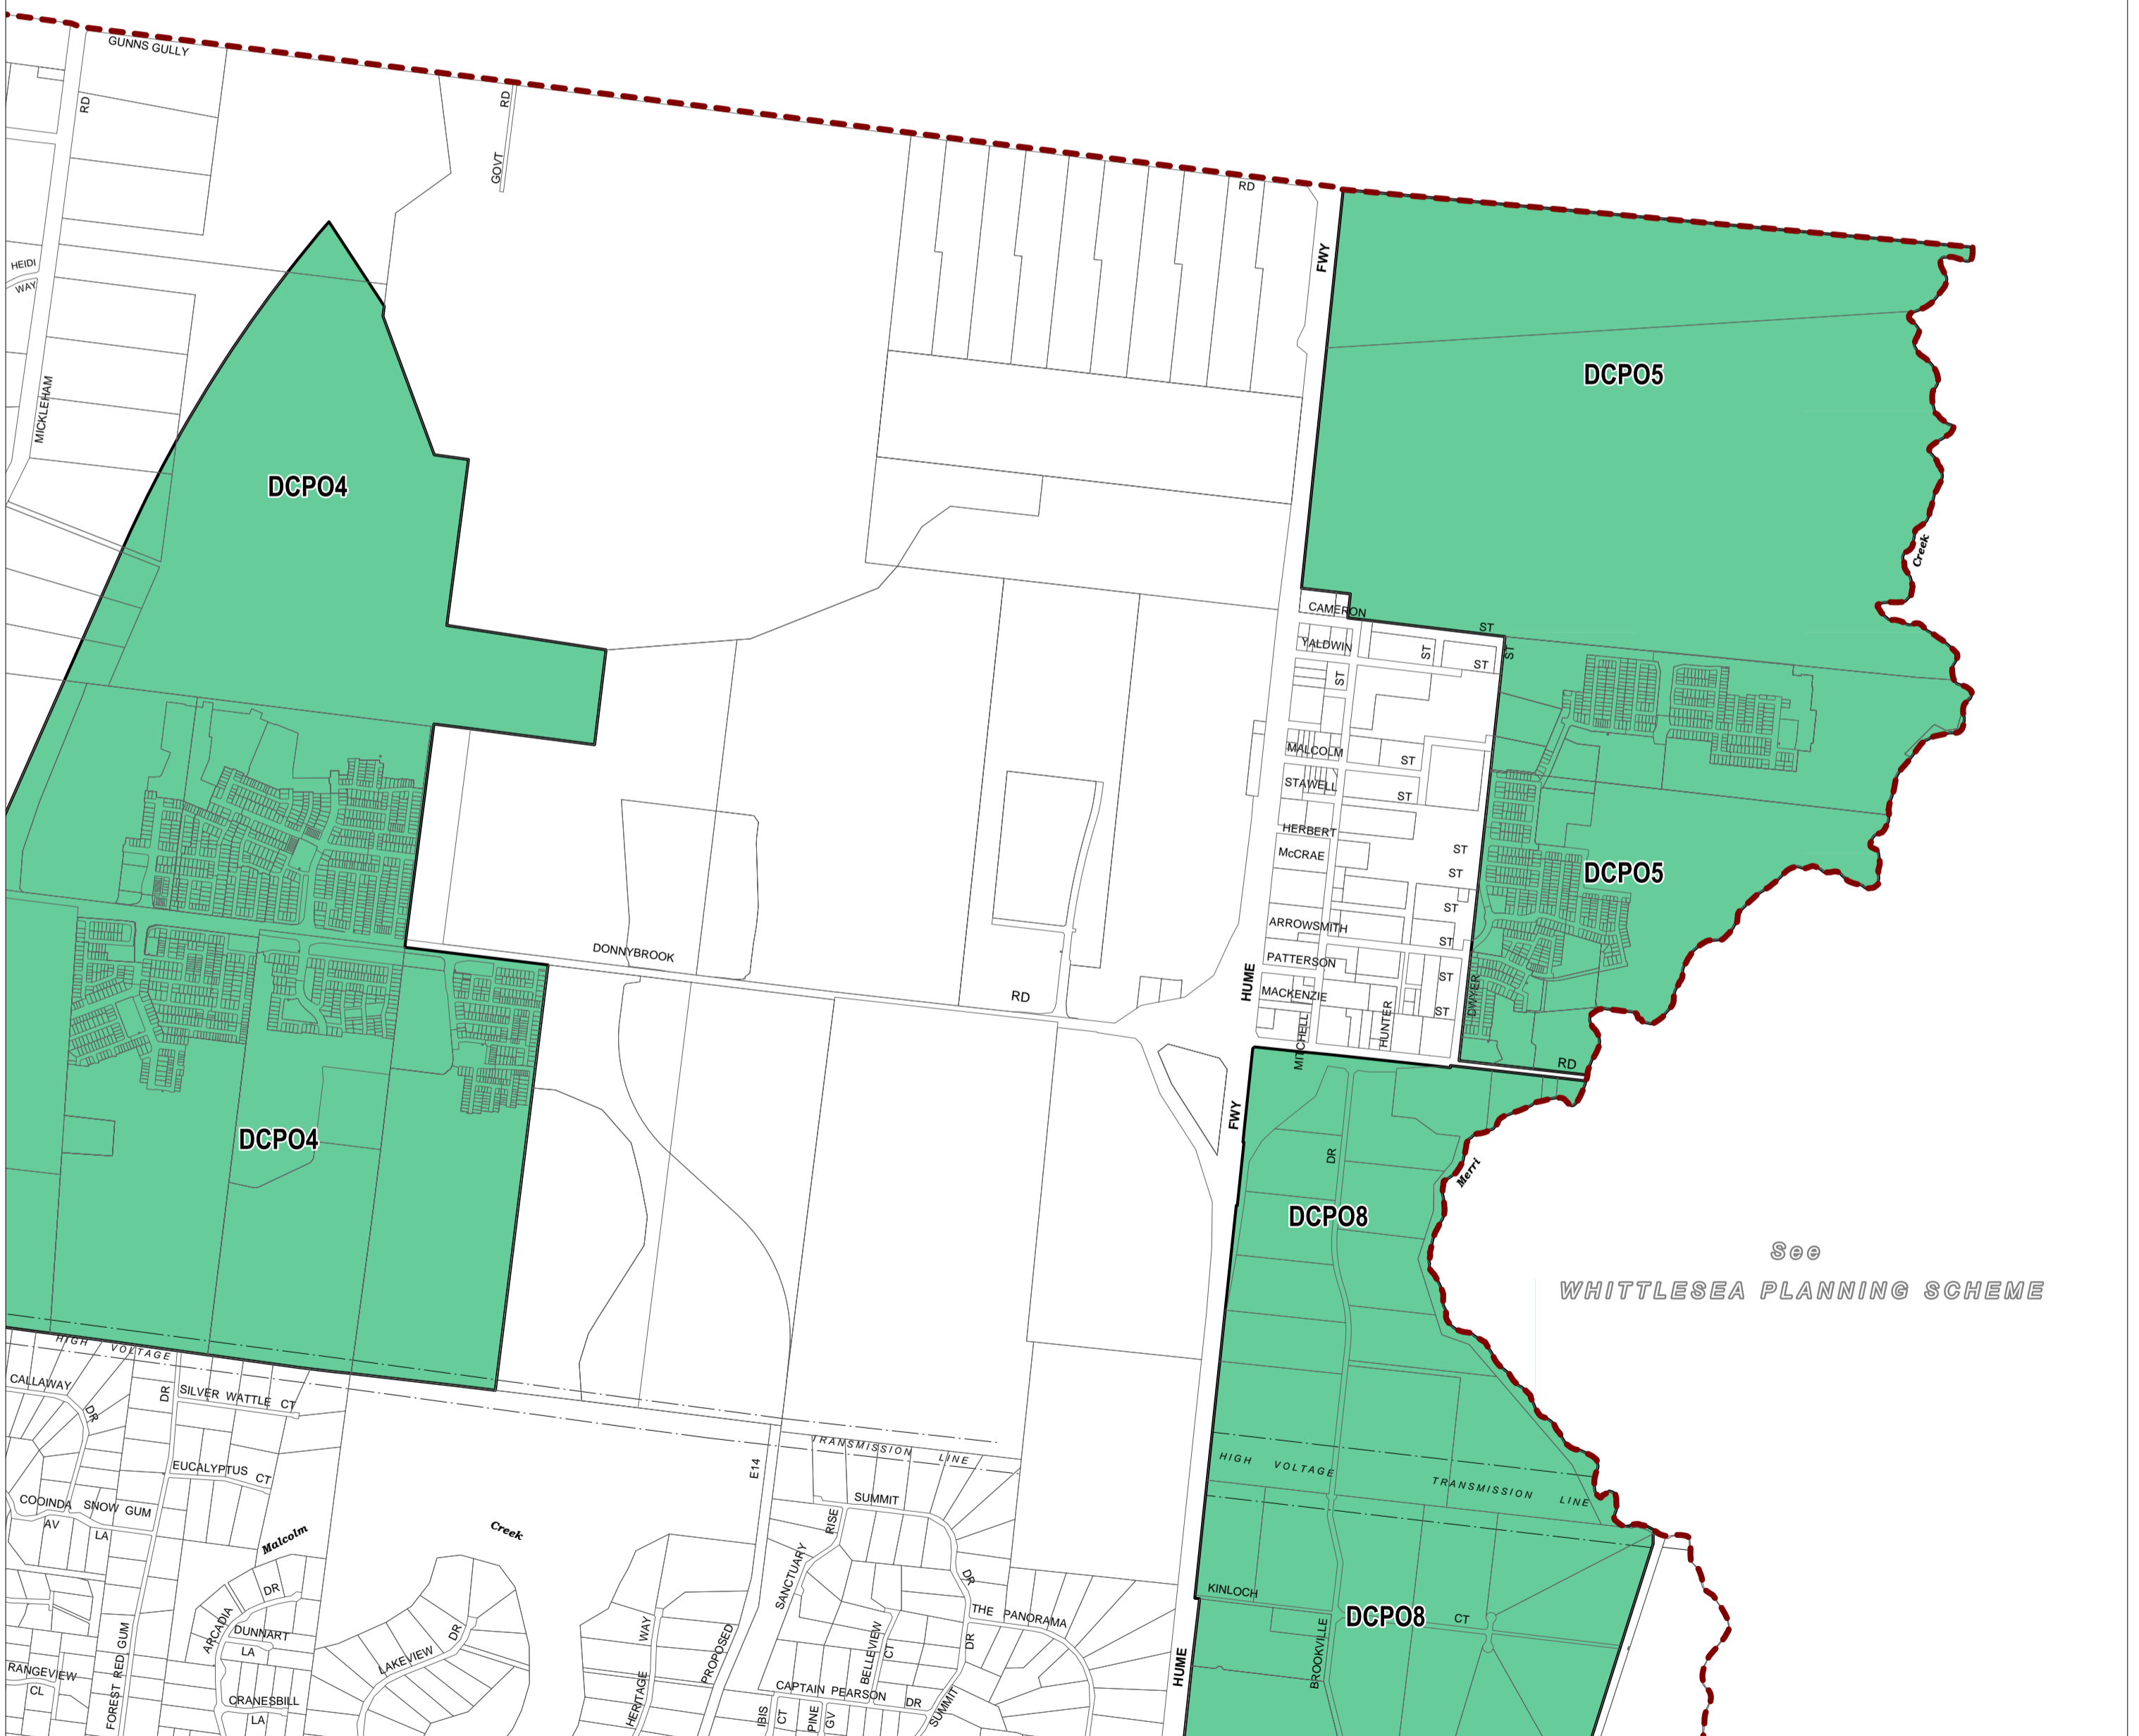 GUNNS GULLY
RD
RD
GOVT
RD
FWY
HEIDI
WAY
MICKLEHAM
DCPO5
DCPO4
Creek
CAMERON
ST
YALDWIN
ST
ST
ST
ST
MALCOLM
ST
STAWELL
ST
HERBERT
ST
McCRAE
ST
DCPO5
ST
ARROWSMITH
ST
DONNYBROOK
PATTERSON
ST
HUME
MACKENZIE
RD
ST
DWYER
MITCHELL
HUNTER
RD
FWY
DCPO4
DR
Merri
DCPO8
See
WHITTLESEA PLANNING SCHEME
HIGH VOLTAGE
CALLAWAY
DR
DR
SILVER WATTLE CT
TRANSMISSION LINE
HIGH VOLTAGE TRANSMISSION LINE
E14
EUCALYPTUS CT
COOINDA
AV
SNOW GUM
LA
SUMMIT
RISE
Malcolm
Creek
SANCTUARY
DR
DR
KINLOCH
DCPO8
CT
ARCADIA
DUNNART
LA
THE PANORAMA
DR
FOREST RED GUM
LAKEVIEW
DR
WAY
HERITAGE
PROPOSED
BELLEVIEW
CT
BROOKVILLE
HUME
RANGEVIEW
CL
CRANESBILL
LA
CAPTAIN PEARSON DR
SUMMIT
IBIS
CT
PINE
GV